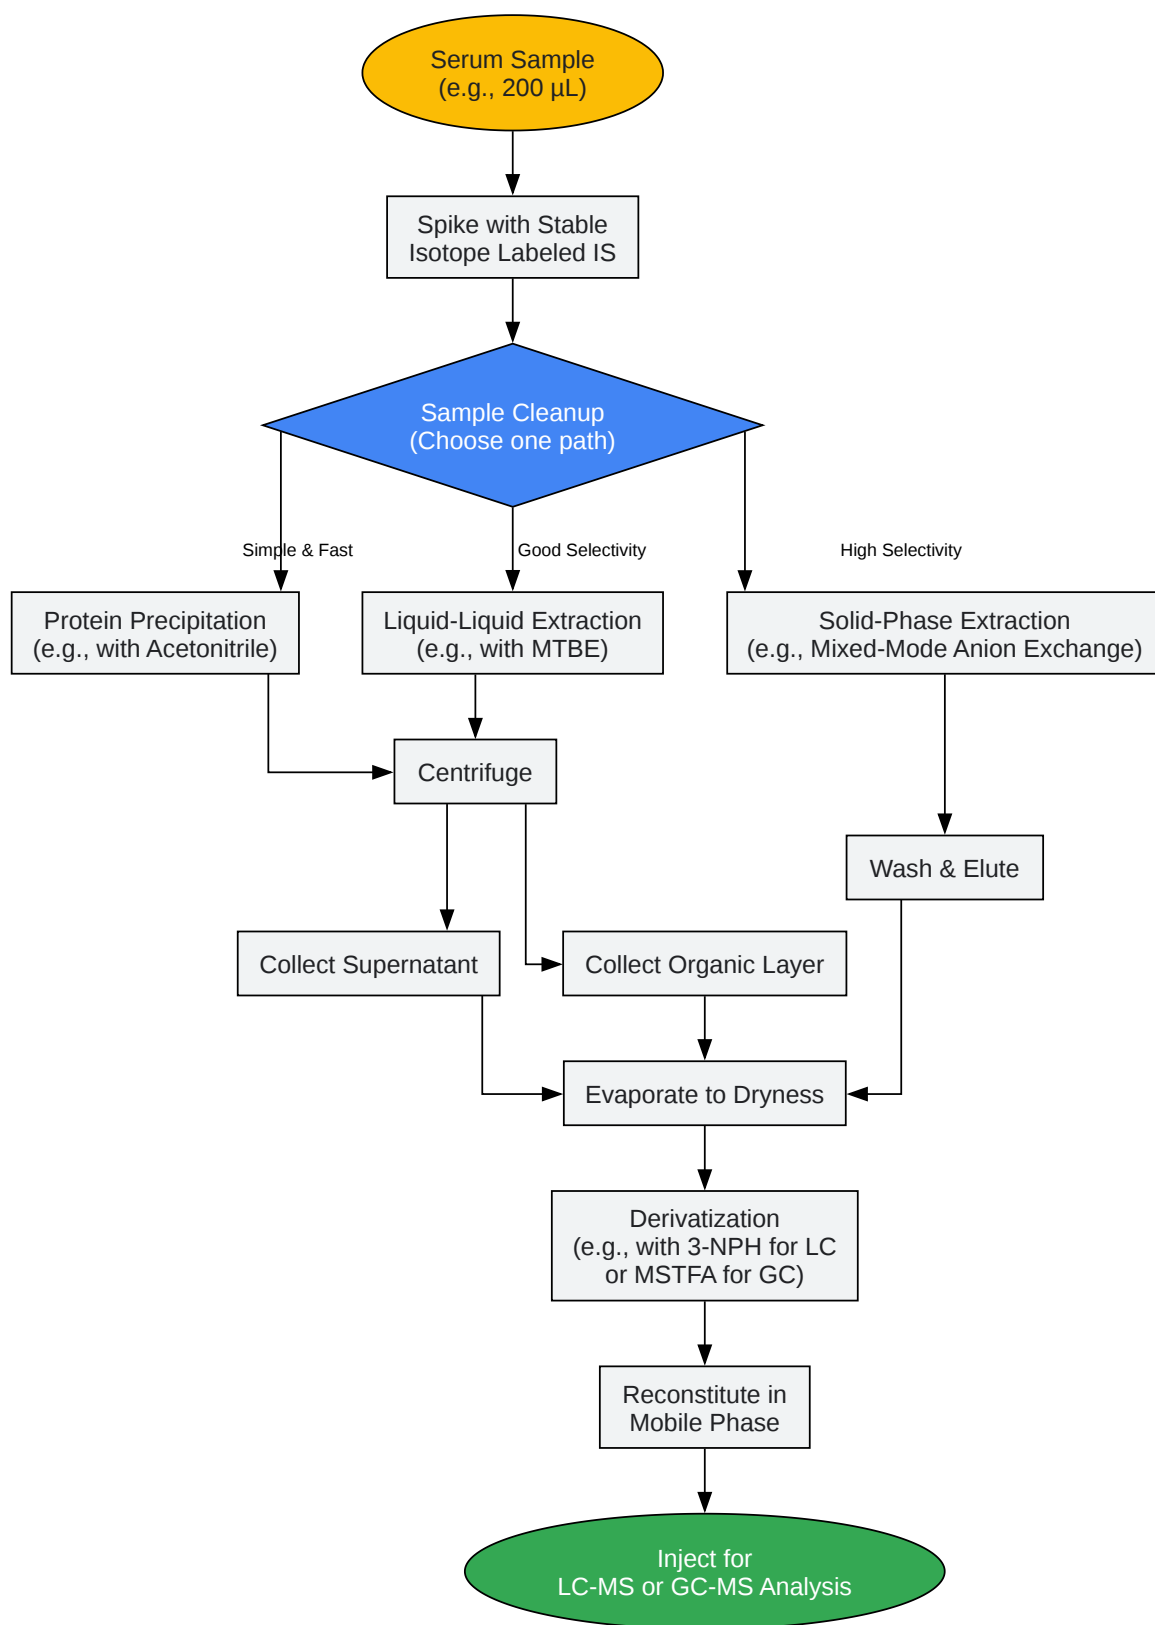 Serum Sample
(e.g., 200 µL)
Spike with Stable
Isotope Labeled IS
Sample Cleanup
(Choose one path)
Simple & Fast
Good Selectivity
High Selectivity
Protein Precipitation
(e.g., with Acetonitrile)
Liquid-Liquid Extraction
(e.g., with MTBE)
Solid-Phase Extraction
(e.g., Mixed-Mode Anion Exchange)
Centrifuge
Wash & Elute
Collect Supernatant
Collect Organic Layer
Evaporate to Dryness
Derivatization
(e.g., with 3-NPH for LC
or MSTFA for GC)
Reconstitute in
Mobile Phase
Inject for
LC-MS or GC-MS Analysis